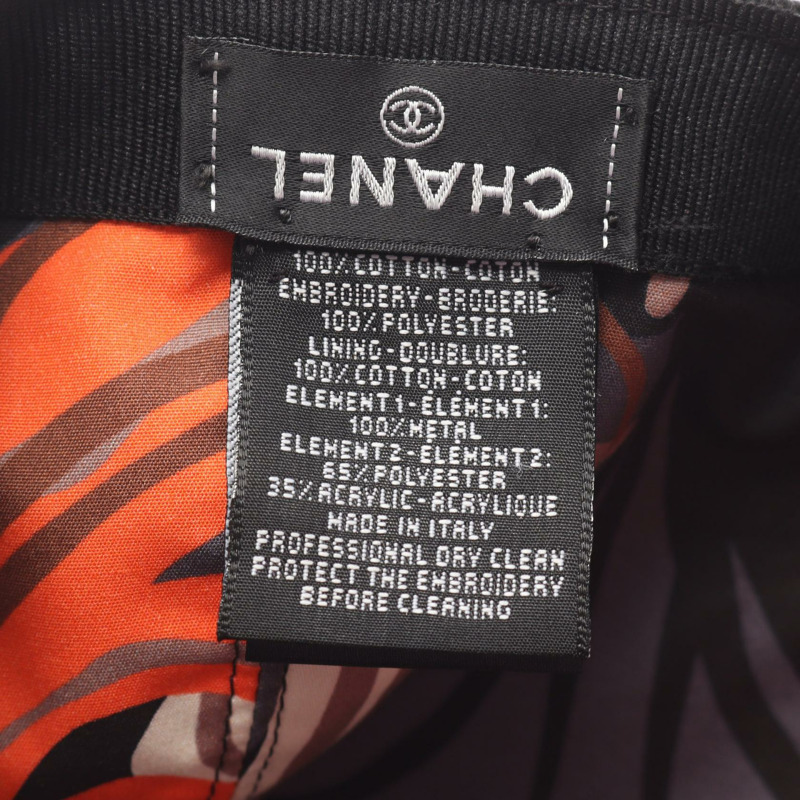 CHANEL
100% COTTON-COTON
EMBROIDERY-BRODERIE:
100% POLYESTER
LINING-DOUBLURE:
100% COTTON-COTON
ELEMENT 1-ÉLÉMENT 1:
100% METAL
ELEMENT 2-ÉLÉMENT 2:
65% POLYESTER
35% ACRYLIC-ACRYLIQUE
MADE IN ITALY
PROFESSIONAL DRY CLEAN
PROTECT THE EMBROIDERY
BEFORE CLEANING